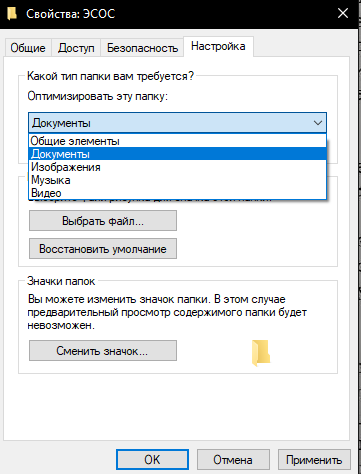 Свойства: ЭСОС
Общие Доступ Безопасность Настройка
Какой тип папки вам требуется?
Оптимизировать эту папку:
Документы
Общие элементы
Документы
Изображения
Музыка
Видео
Выбрать файл...
Восстановить умолчание
Значки папок
Вы можете изменить значок папки. В этом случае
предварительный просмотр содержимого папки будет
невозможен.
Сменить значок...
OK Отмена Применить